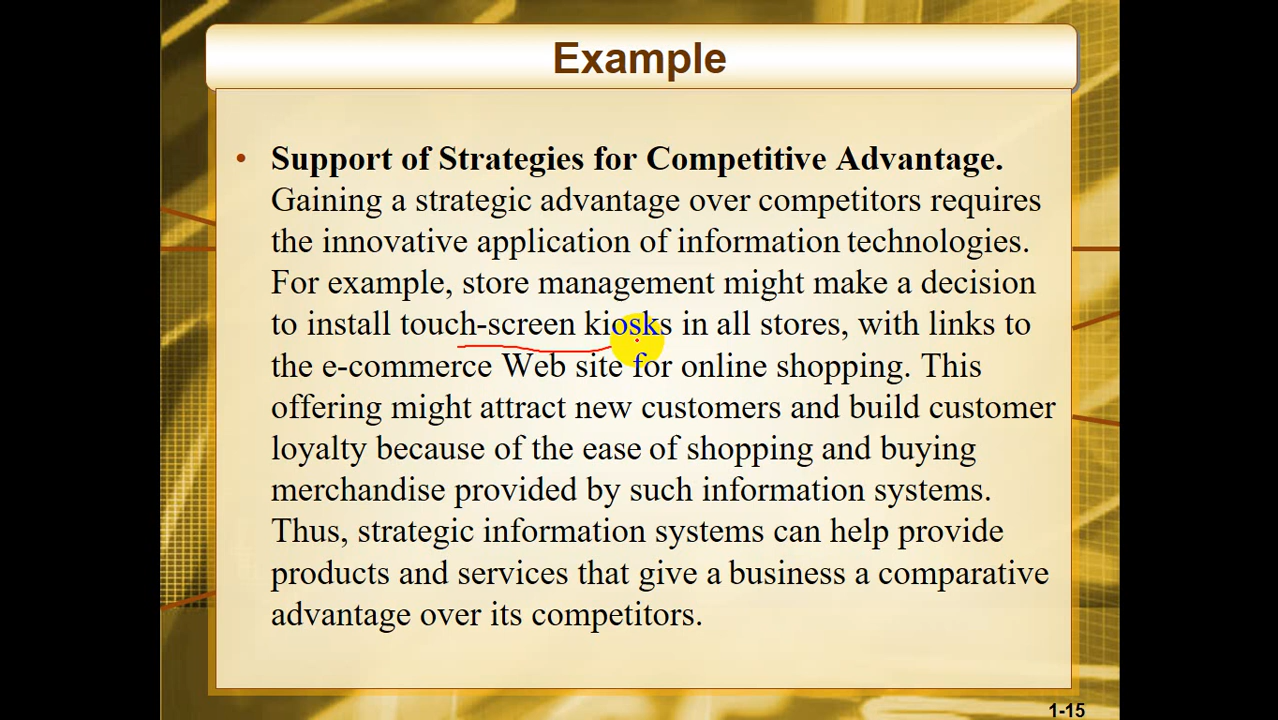 Example
• Support of Strategies for Competitive Advantage.
Gaining a strategic advantage over competitors requires
the innovative application of information technologies.
For example, store management might make a decision
to install touch-screen kiosks in all stores, with links to
the e-commerce Web site for online shopping. This
offering might attract new customers and build customer
loyalty because of the ease of shopping and buying
merchandise provided by such information systems.
Thus, strategic information systems can help provide
products and services that give a business a comparative
advantage over its competitors.
1-15